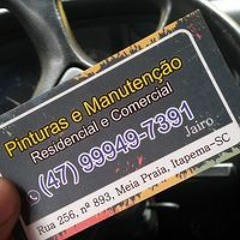 Pinturas e Manutenção
Residencial e Comercial
(47) 99949-7391
Jairo
Rua 256, nº 893, Meia Praia, Itapema-SC